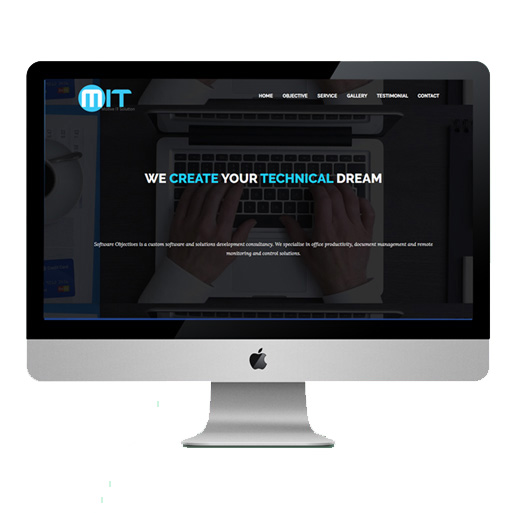 MIT
HOME OBJECTIVE SERVICE GALLERY TESTIMONIAL CONTACT
WE CREATE YOUR TECHNICAL DREAM
Software Objectives is a custom software and solutions development consultancy. We specialize in office productivity, document management and remote
monitoring and control solutions.